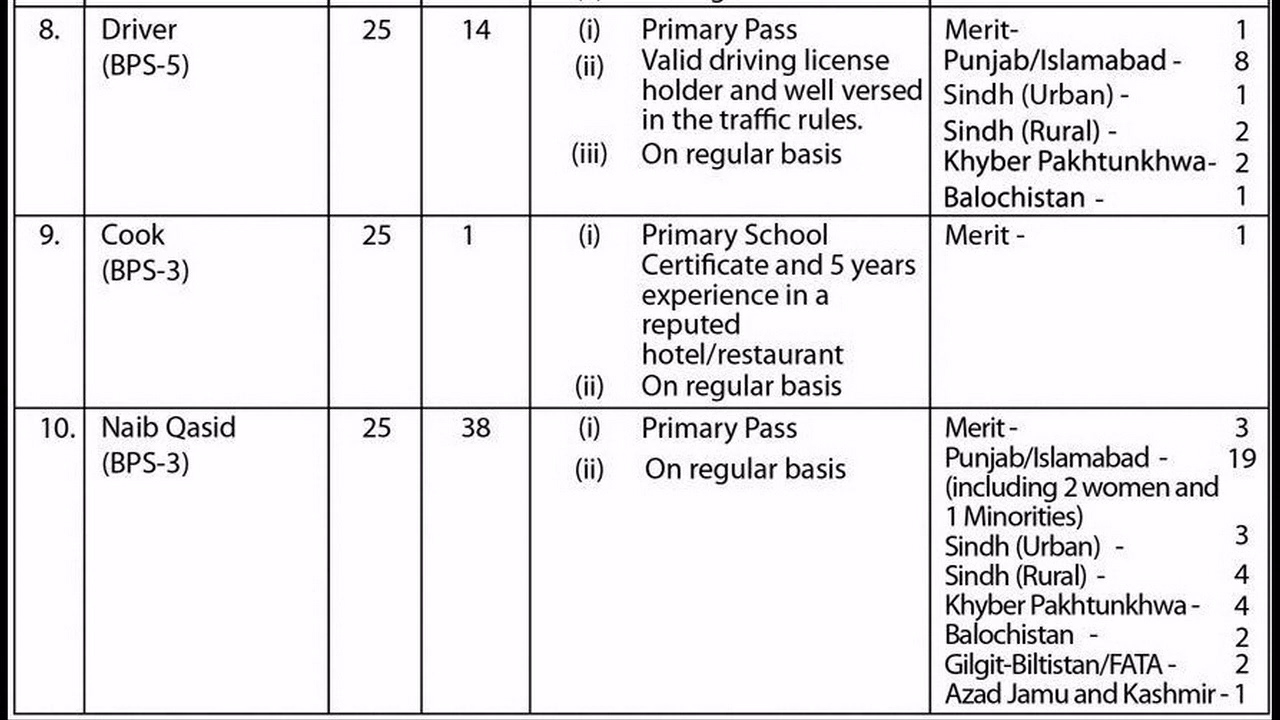 8. Driver 25 14 (i) Primary Pass Merit- 1
(BPS-5) (ii) Valid driving license Punjab/Islamabad - 8
holder and well versed Sindh (Urban) - 1
in the traffic rules. Sindh (Rural) - 2
(iii) On regular basis Khyber Pakhtunkhwa- 2
Balochistan - 1
9. Cook 25 1 (i) Primary School Merit - 1
(BPS-3) Certificate and 5 years
experience in a
reputed
hotel/restaurant
(ii) On regular basis
10. Naib Qasid 25 38 (i) Primary Pass Merit - 3
(BPS-3) (ii) On regular basis Punjab/Islamabad - 19
(including 2 women and
1 Minorities)
Sindh (Urban) - 3
Sindh (Rural) - 4
Khyber Pakhtunkhwa - 4
Balochistan - 2
Gilgit-Biltistan/FATA - 2
Azad Jamu and Kashmir - 1